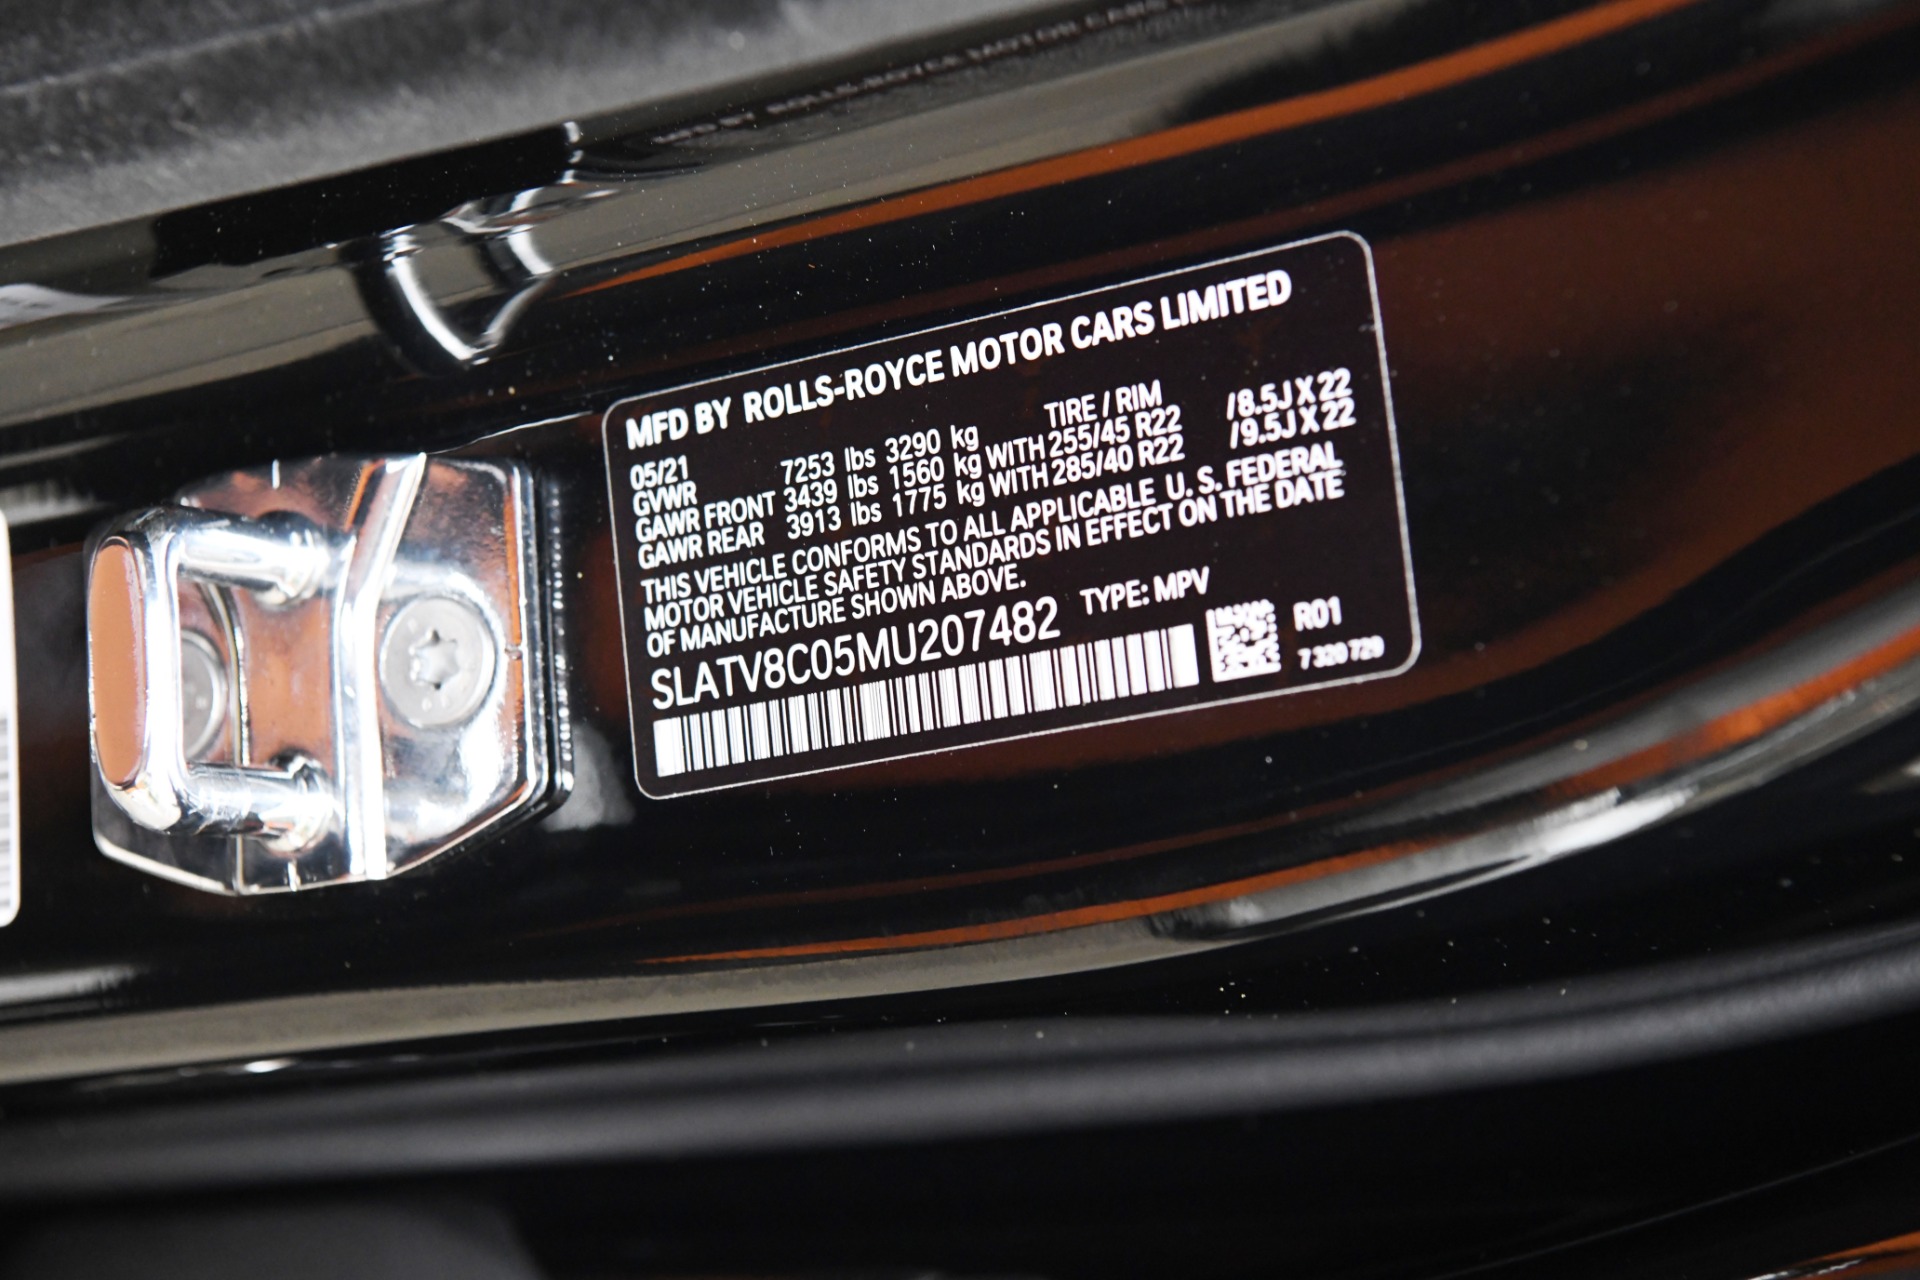 MFD BY ROLLS-ROYCE MOTOR CARS LIMITED
05/21 TIRE / RIM
GVWR 7253 lbs 3290 kg
GAWR FRONT 3439 lbs 1560 kg WITH 255/45 R22 /8.5J X 22
GAWR REAR 3913 lbs 1775 kg WITH 285/40 R22 /9.5J X 22
THIS VEHICLE CONFORMS TO ALL APPLICABLE U. S. FEDERAL
MOTOR VEHICLE SAFETY STANDARDS IN EFFECT ON THE DATE
OF MANUFACTURE SHOWN ABOVE.
SLATV8C05MU207482 TYPE: MPV
R01
7 320 729